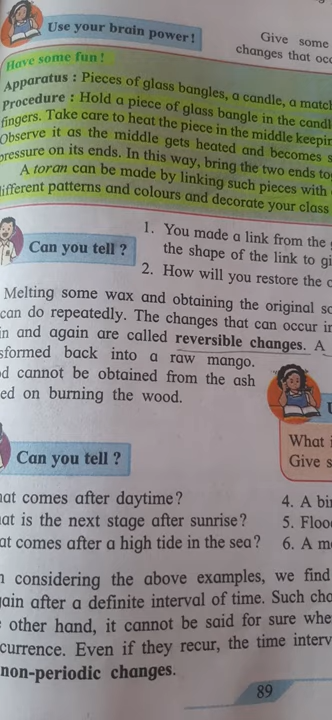 Use your brain power!
Give some
changes that occ
Have some fun!
Apparatus : Pieces of glass bangles, a candle, a match
Procedure : Hold a piece of glass bangle in the candl
fingers. Take care to heat the piece in the middle keepin
Observe it as the middle gets heated and becomes s
pressure on its ends. In this way, bring the two ends to
A toran can be made by linking such pieces with
different patterns and colours and decorate your class
Can you tell ?
1. You made a link from the
the shape of the link to gi
2. How will you restore the
Melting some wax and obtaining the original so
can do repeatedly. The changes that can occur in
in and again are called reversible changes. A
sformed back into a raw mango.
d cannot be obtained from the ash
ed on burning the wood.
What i
Give s
Can you tell ?
hat comes after daytime?
hat is the next stage after sunrise?
at comes after a high tide in the sea?
4. A bi
5. Floo
6. A m
n considering the above examples, we find
gain after a definite interval of time. Such cha
other hand, it cannot be said for sure whe
currence. Even if they recur, the time interv
non-periodic changes.
89